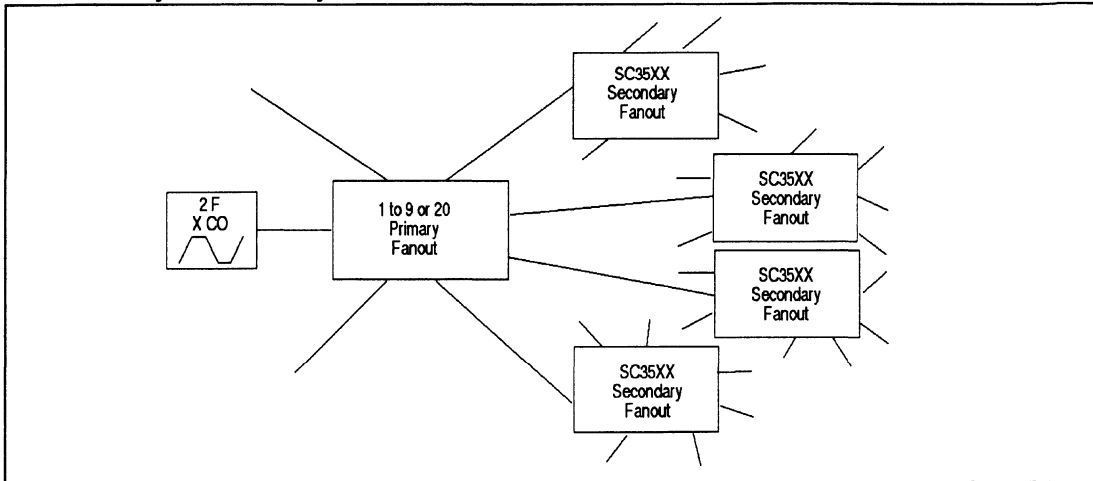 2 F
X CO
1 to 9 or 20
Primary
Fanout
SC35XX
Secondary
Fanout
SC35XX
Secondary
Fanout
SC35XX
Secondary
Fanout
SC35XX
Secondary
Fanout